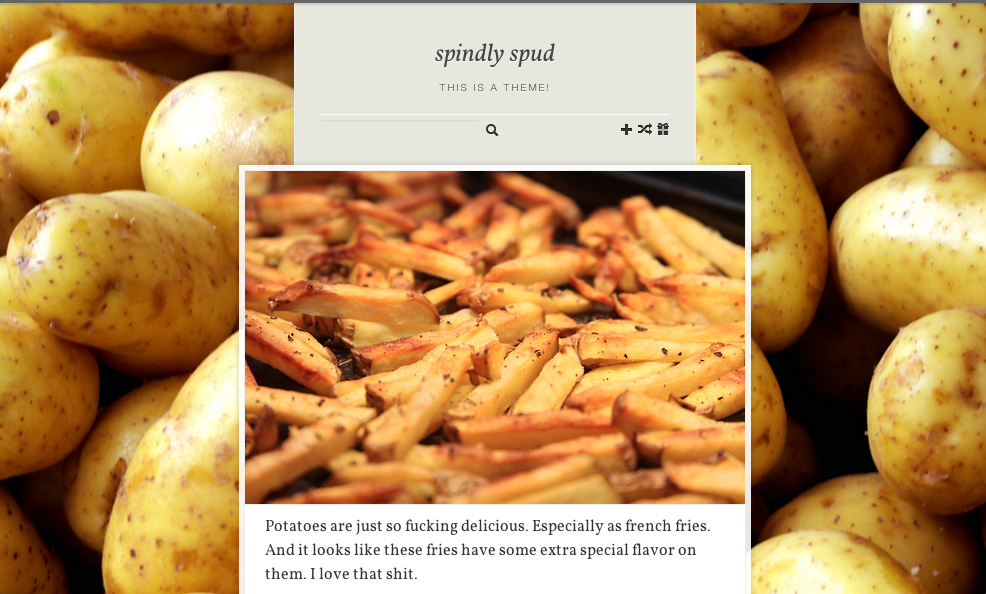 spindly spud
THIS IS A THEME!
Potatoes are just so fucking delicious. Especially as french fries.
And it looks like these fries have some extra special flavor on
them. I love that shit.